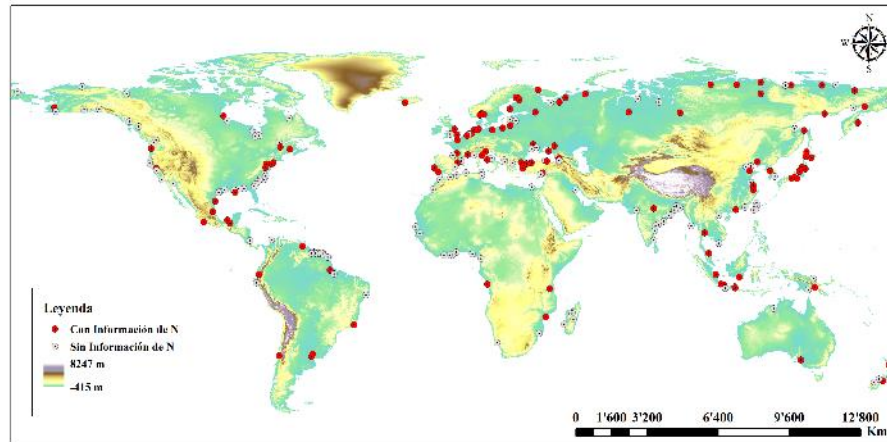 N
W
Leyenda
Con Información de N
Sin Información de N
8247 m
-415 m
0 1'600 3'200 6'400 9'600 12'800
Km